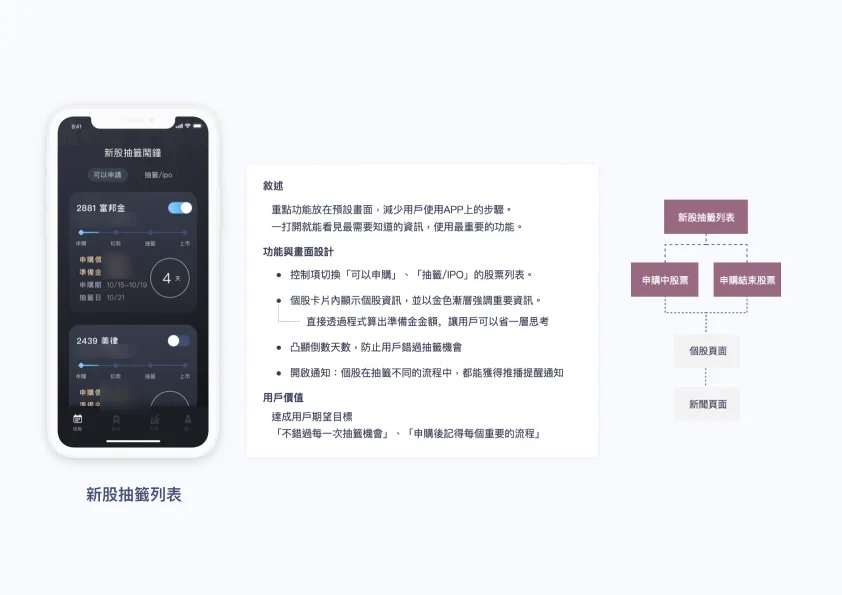 9:41
新股抽籤鬧鐘
可以申請
抽籤/ipo
2881 富邦金
申購
扣款
抽籤
上市
申購價
準備金
申購期 10/15~10/19
抽籤日 10/21
4 天
2439 美律
申購
扣款
抽籤
上市
申購價
準備金
新股抽籤列表
敘述
重點功能放在預設畫面，減少用戶使用APP上的步驟。
一打開就能看見最需要知道的資訊，使用最重要的功能。
功能與畫面設計
• 控制項切換「可以申購」、「抽籤/IPO」的股票列表。
• 個股卡片內顯示個股資訊，並以金色漸層強調重要資訊。
直接透過程式算出準備金金額，讓用戶可以省一層思考
• 凸顯倒數天數，防止用戶錯過抽籤機會
• 開啟通知：個股在抽籤不同的流程中，都能獲得推播提醒通知
用戶價值
達成用戶期望目標
「不錯過每一次抽籤機會」、「申購後記得每個重要的流程」
新股抽籤列表
申購中股票
申購結束股票
個股頁面
新聞頁面